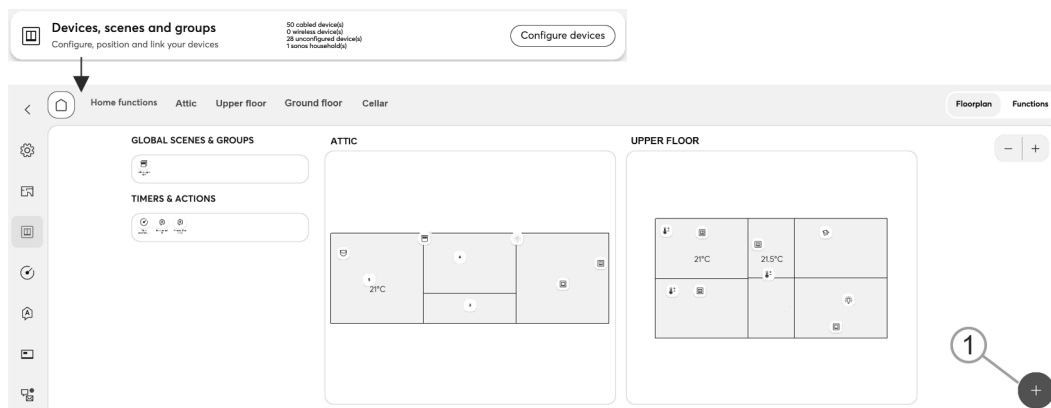 Devices, scenes and groups
Configure, position and link your devices
50 cabled device(s)
0 wireless device(s)
28 unconfigured device(s)
1 sonos household(s)
Configure devices
Home functions Attic Upper floor Ground floor Cellar
Floorplan Functions
GLOBAL SCENES & GROUPS
TIMERS & ACTIONS
ATTIC
21°C
UPPER FLOOR
21°C 21.5°C
1